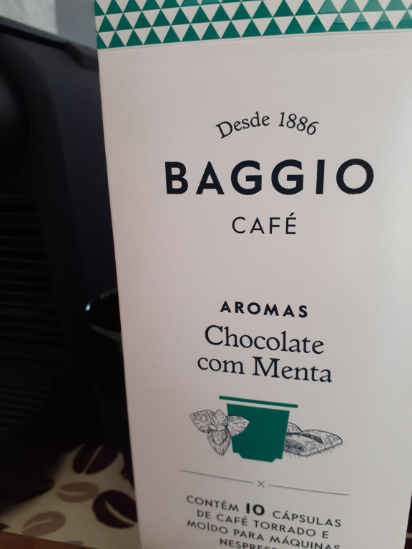 Desde 1886
BAGGIO
CAFÉ
AROMAS
Chocolate
com Menta
CONTÉM 10 CÁPSULAS
DE CAFÉ TORRADO E
MOÍDO PARA MÁQUINAS